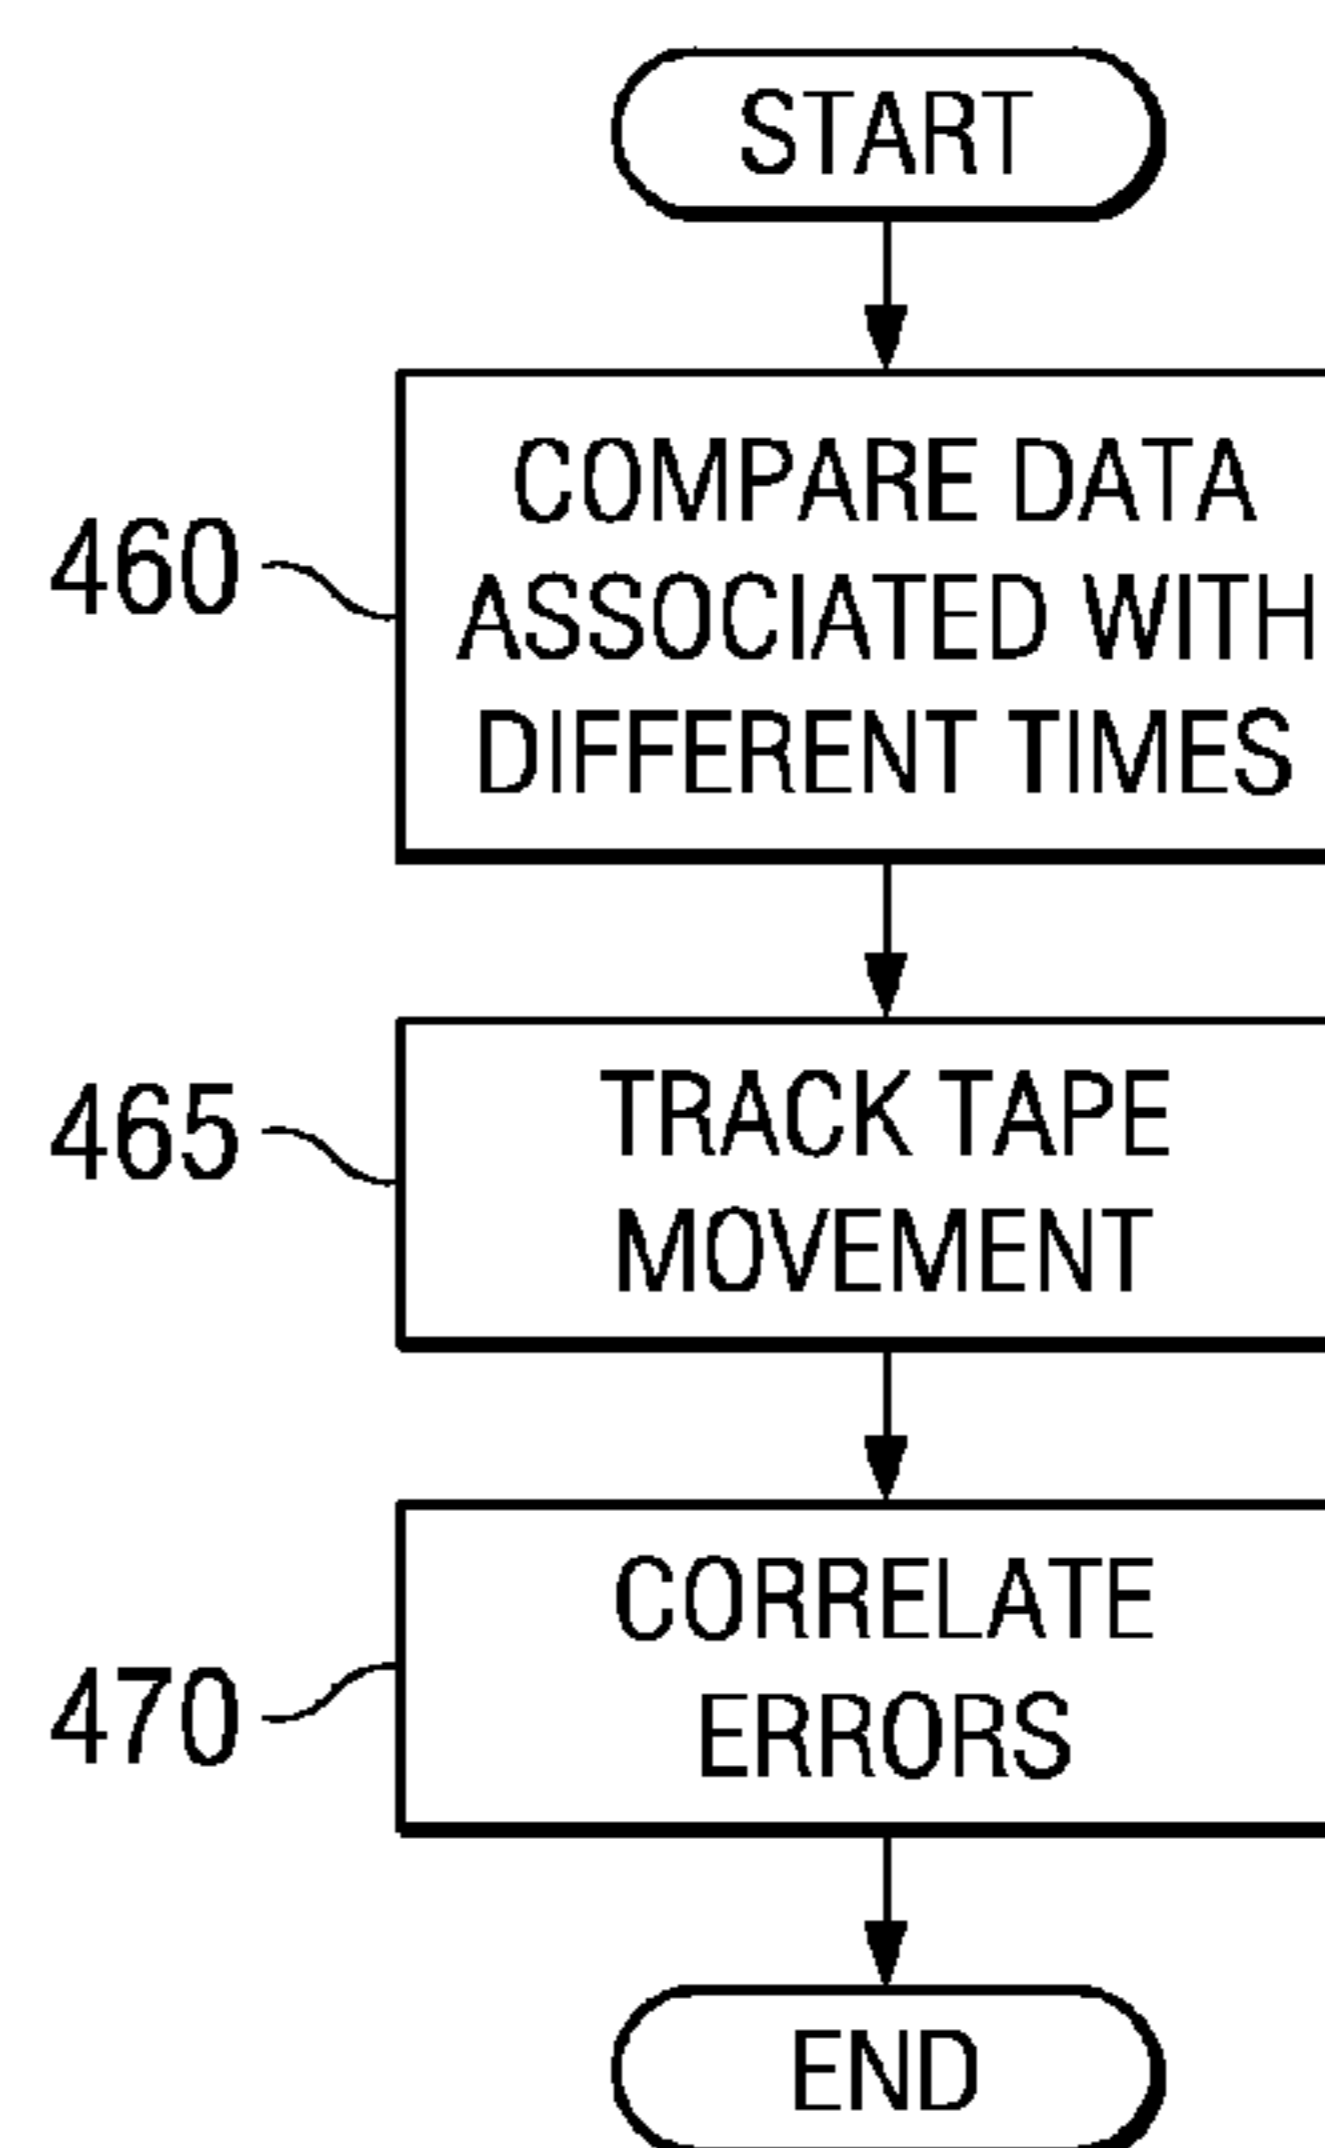 START
460
COMPARE DATA
ASSOCIATED WITH
DIFFERENT TIMES
465
TRACK TAPE
MOVEMENT
470
CORRELATE
ERRORS
END